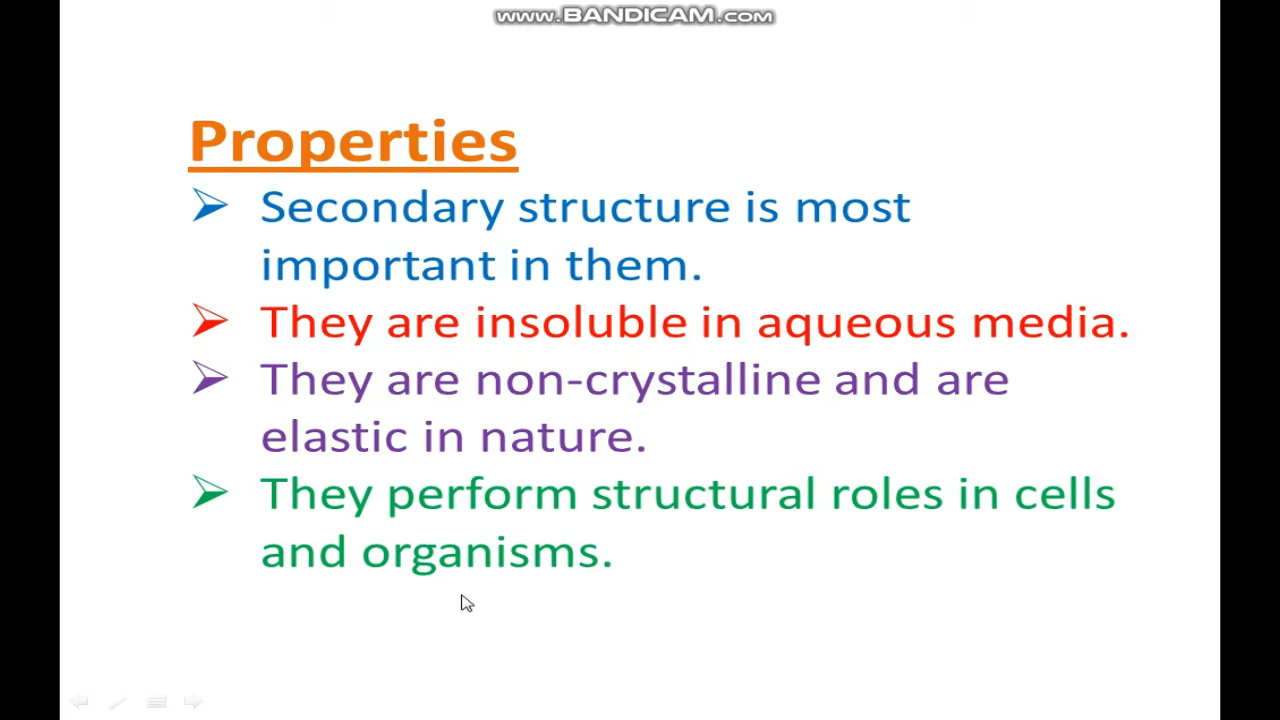 www.BANDICAM.com
Properties
➢ Secondary structure is most
important in them.
➢ They are insoluble in aqueous media.
➢ They are non-crystalline and are
elastic in nature.
➢ They perform structural roles in cells
and organisms.